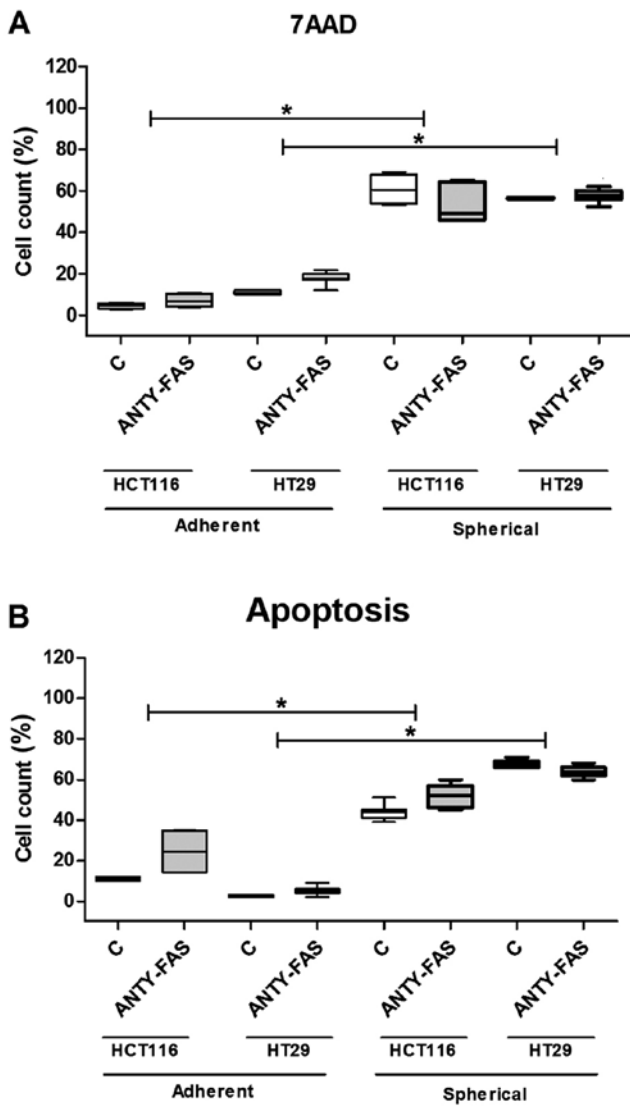 A
7AAD
120
100
80
60
40
20
0
Cell count (%)
*
*
C
ANTY-FAS
C
ANTY-FAS
C
ANTY-FAS
C
ANTY-FAS
HCT116
HT29
HCT116
HT29
Adherent
Spherical
B
Apoptosis
120
100
80
60
40
20
0
Cell count (%)
*
*
C
ANTY-FAS
C
ANTY-FAS
C
ANTY-FAS
C
ANTY-FAS
HCT116
HT29
HCT116
HT29
Adherent
Spherical